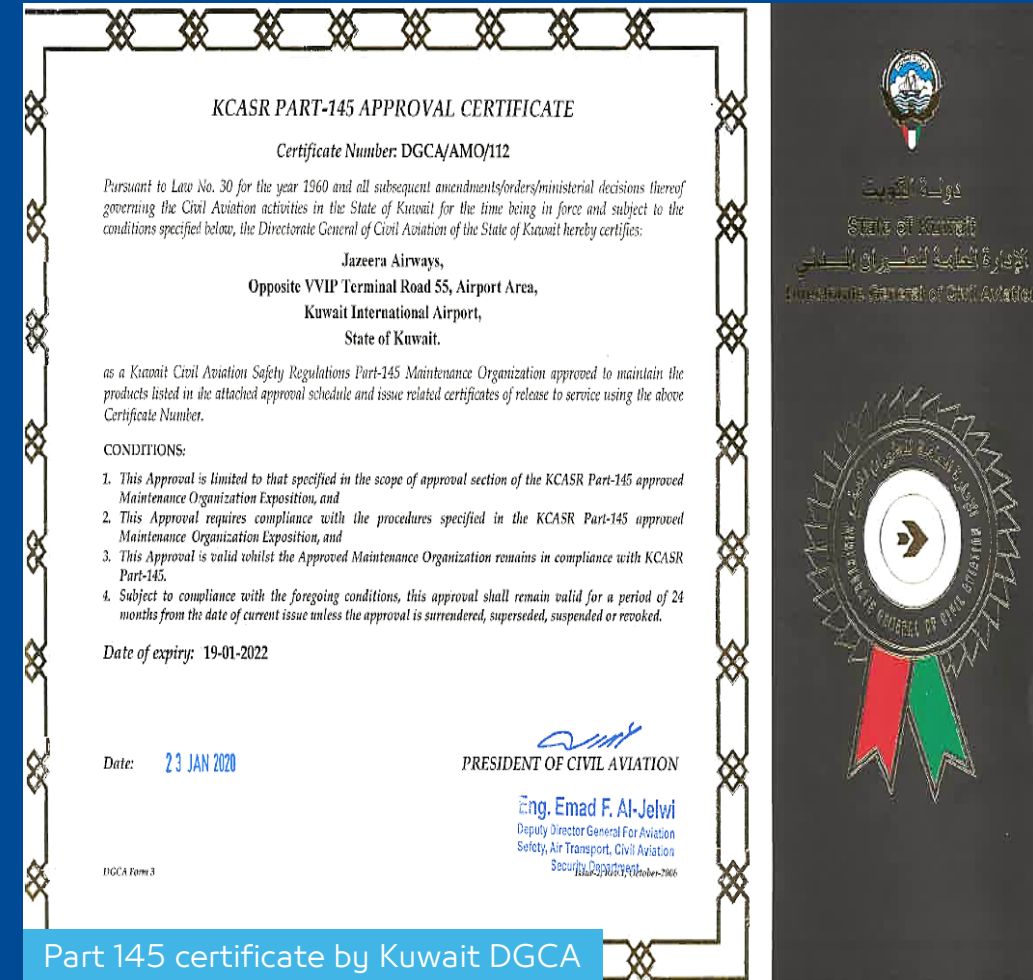 KCASR PART-145 APPROVAL CERTIFICATE
Certificate Number: DGCA/AMO/112
Pursuant to Law No. 30 for the year 1960 and all subsequent amendments/orders/ministerial decisions thereof
governing the Civil Aviation activities in the State of Kuwait for the time being in force and subject to the
conditions specified below, the Directorate General of Civil Aviation of the State of Kuwait hereby certifies:
Jazeera Airways,
Opposite VVIP Terminal Road 55, Airport Area,
Kuwait International Airport,
State of Kuwait.
as a Kuwait Civil Aviation Safety Regulations Part-145 Maintenance Organization approved to maintain the
products listed in the attached approval schedule and issue related certificates of release to service using the above
Certificate Number.
CONDITIONS:
1. This Approval is limited to that specified in the scope of approval section of the KCASR Part-145 approved
Maintenance Organization Exposition, and
2. This Approval requires compliance with the procedures specified in the KCASR Part-145 approved
Maintenance Organization Exposition, and
3. This Approval is valid whilst the Approved Maintenance Organization remains in compliance with KCASR
Part-145.
4. Subject to compliance with the foregoing conditions, this approval shall remain valid for a period of 24
months from the date of current issue unless the approval is surrendered, superseded, suspended or revoked.
Date of expiry: 19-01-2022
Date: 23 JAN 2020
PRESIDENT OF CIVIL AVIATION
Eng. Emad F. Al-Jelwi
Deputy Director General For Aviation
Safety, Air Transport, Civil Aviation
Security Department
DGCA Form 3
October-2006
دولة الكويت
State of Kuwait
الإدارة العامة للطيران المدني
Directorate General of Civil Aviation
DIRECTORATE GENERAL OF CIVIL AVIATION
Part 145 certificate by Kuwait DGCA